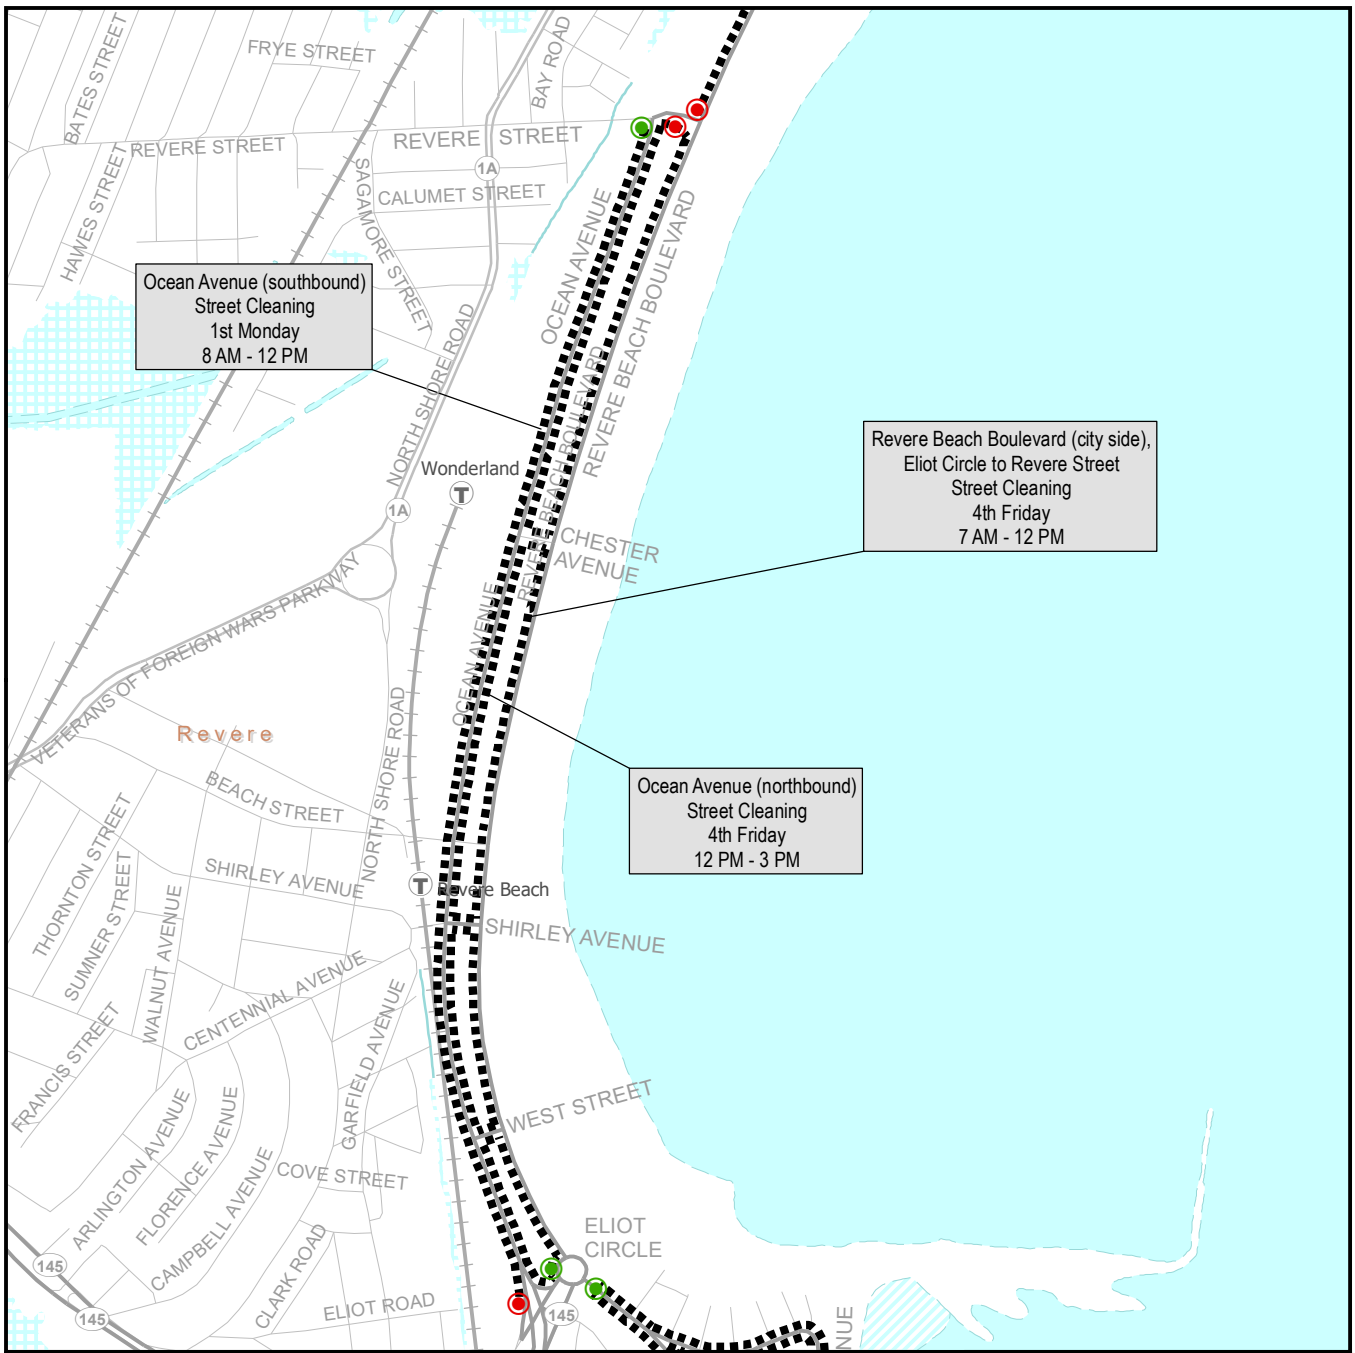 FRYE STREET
BATES STREET
BAY ROAD
REVERE STREET
REVERE STREET
1A
HAWES STREET
SAGAMORE STREET
CALUMET STREET
OCEAN AVENUE
REVERE BEACH BOULEVARD
Ocean Avenue (southbound)
Street Cleaning
1st Monday
8 AM - 12 PM
NORTH SHORE ROAD
REVERE BEACH BOULEVARD
Revere Beach Boulevard (city side),
Eliot Circle to Revere Street
Street Cleaning
4th Friday
7 AM - 12 PM
Wonderland
T
1A
CHESTER
AVENUE
VETERANS OF FOREIGN WARS PARKWAY
OCEAN AVENUE
Revere
NORTH SHORE ROAD
BEACH STREET
Ocean Avenue (northbound)
Street Cleaning
4th Friday
12 PM - 3 PM
THORNTON STREET
SUMNER STREET
WALNUT AVENUE
SHIRLEY AVENUE
T
Revere Beach
SHIRLEY AVENUE
CENTENNIAL AVENUE
FRANCIS STREET
GARFIELD AVENUE
WEST STREET
ARLINGTON AVENUE
FLORENCE AVENUE
CAMPBELL AVENUE
COVE STREET
CLARK ROAD
ELIOT
CIRCLE
ELIOT ROAD
145
145
145
NUE